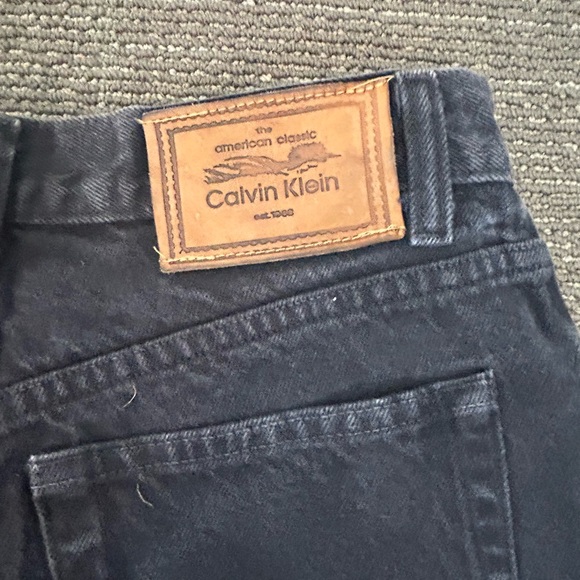 the
american classic
Calvin Klein
est.1968